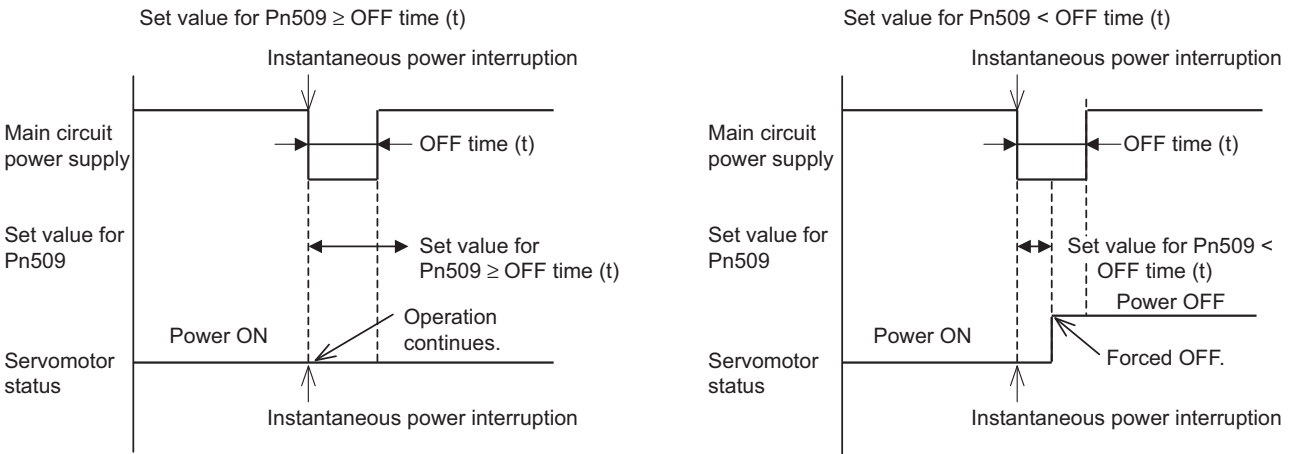 Set value for Pn509 ≥ OFF time (t)
Instantaneous power interruption
Main circuit
power supply
OFF time (t)
Set value for
Pn509
Set value for
Pn509 ≥ OFF time (t)
Operation
continues.
Power ON
Servomotor
status
Instantaneous power interruption
Set value for Pn509 < OFF time (t)
Instantaneous power interruption
Main circuit
power supply
OFF time (t)
Set value for
Pn509
Set value for Pn509 <
OFF time (t)
Power OFF
Power ON
Servomotor
status
Forced OFF.
Instantaneous power interruption